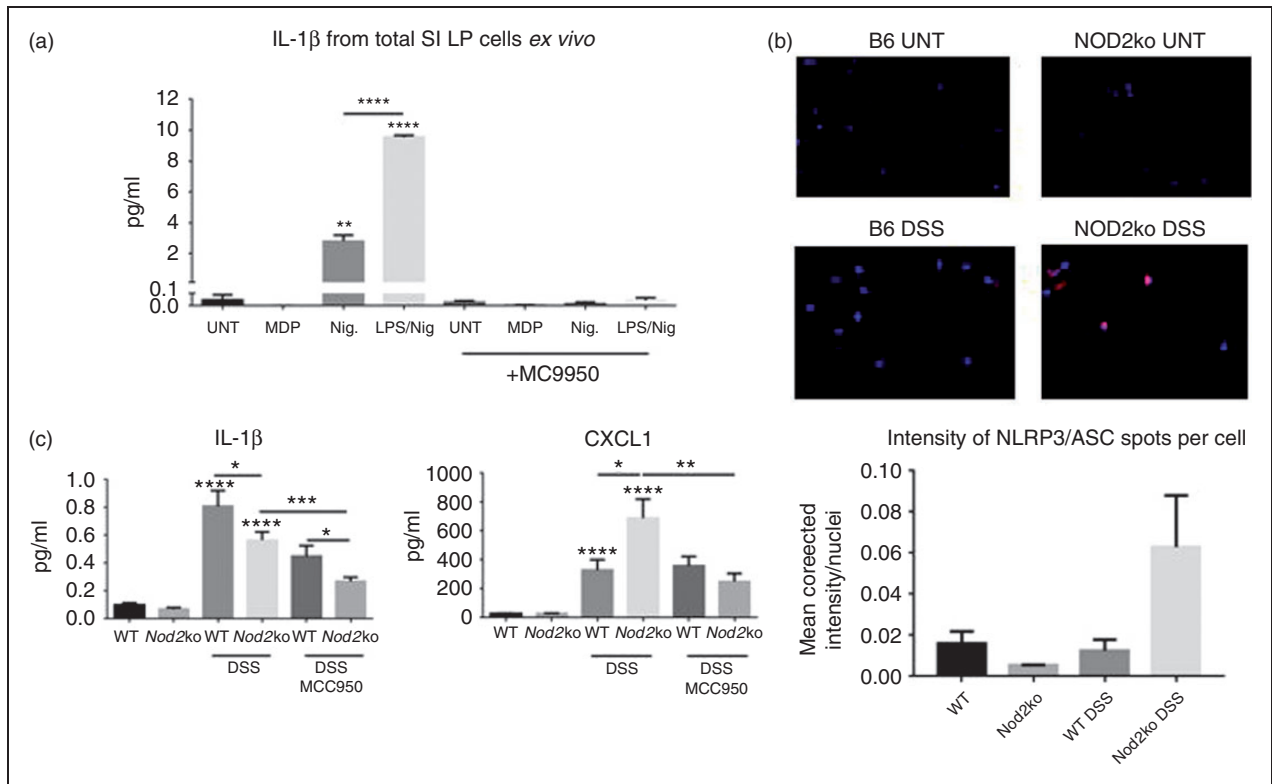 (a)
IL-1β from total SI LP cells ex vivo
pg/ml
12
10
8
6
4
2
0.1
0.0
****
****
**
UNT MDP Nig. LPS/Nig UNT MDP Nig. LPS/Nig
+MC9950
(b)
B6 UNT NOD2ko UNT
B6 DSS NOD2ko DSS
Intensity of NLRP3/ASC spots per cell
Mean coreected
intensity/nuclei
0.10
0.08
0.06
0.04
0.02
0.00
WT Nod2ko WT DSS Nod2ko DSS
(c)
IL-1β
pg/ml
1.0
0.8
0.6
0.4
0.2
0.0
*
****
***
****
*
WT Nod2ko WT Nod2ko WT Nod2ko
DSS DSS
MCC950
CXCL1
pg/ml
1000
800
600
400
200
0
* **
****
****
WT Nod2ko WT Nod2ko WT Nod2ko
DSS DSS
MCC950